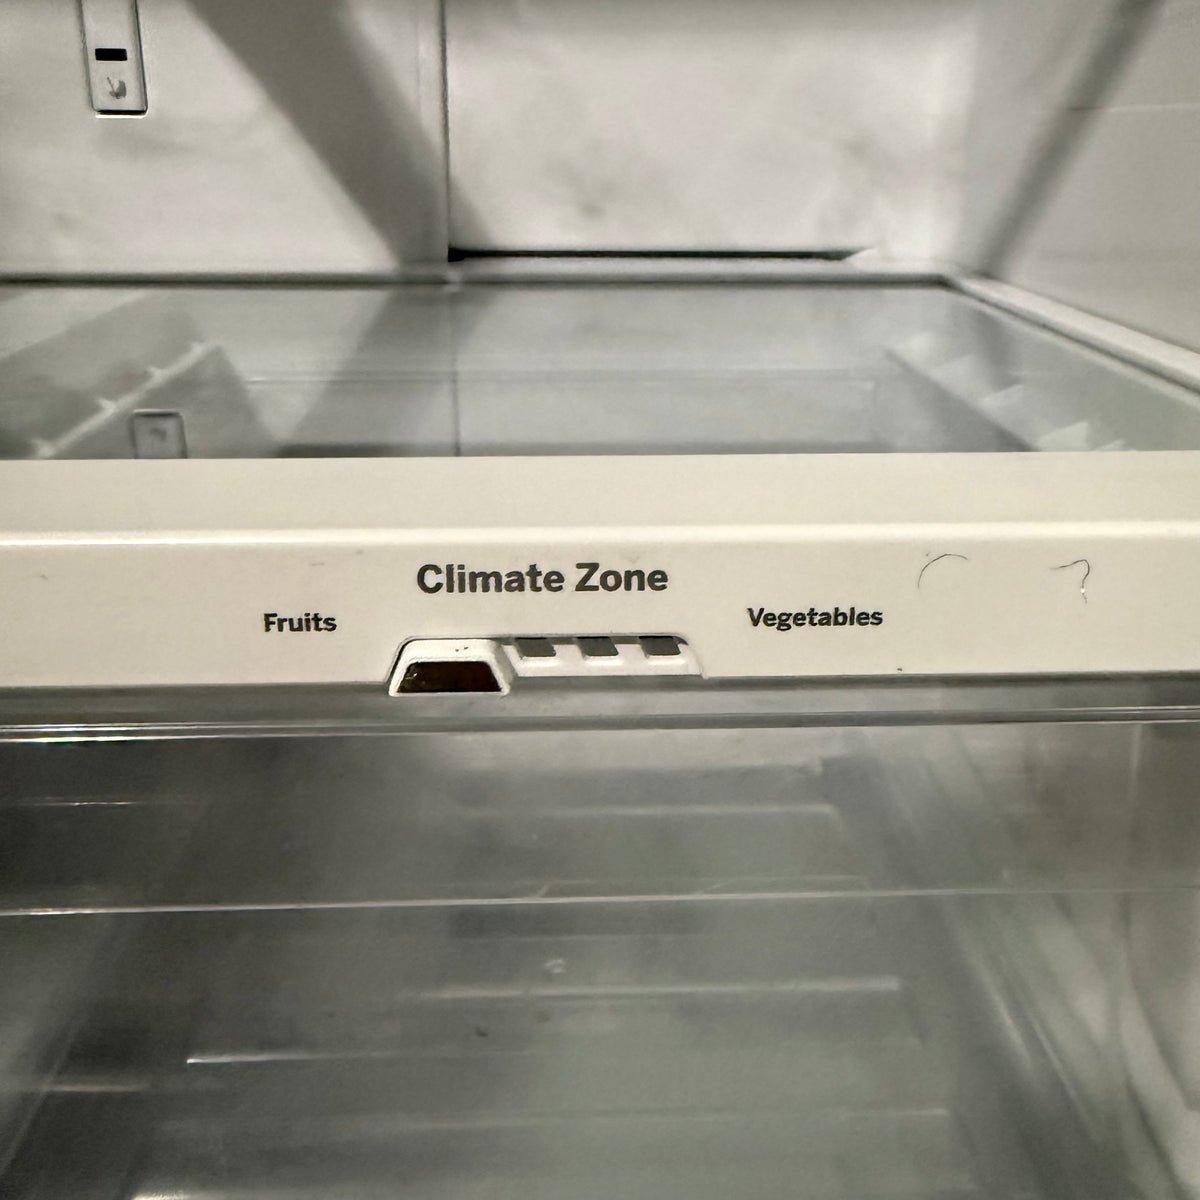 Climate Zone
Fruits
Vegetables